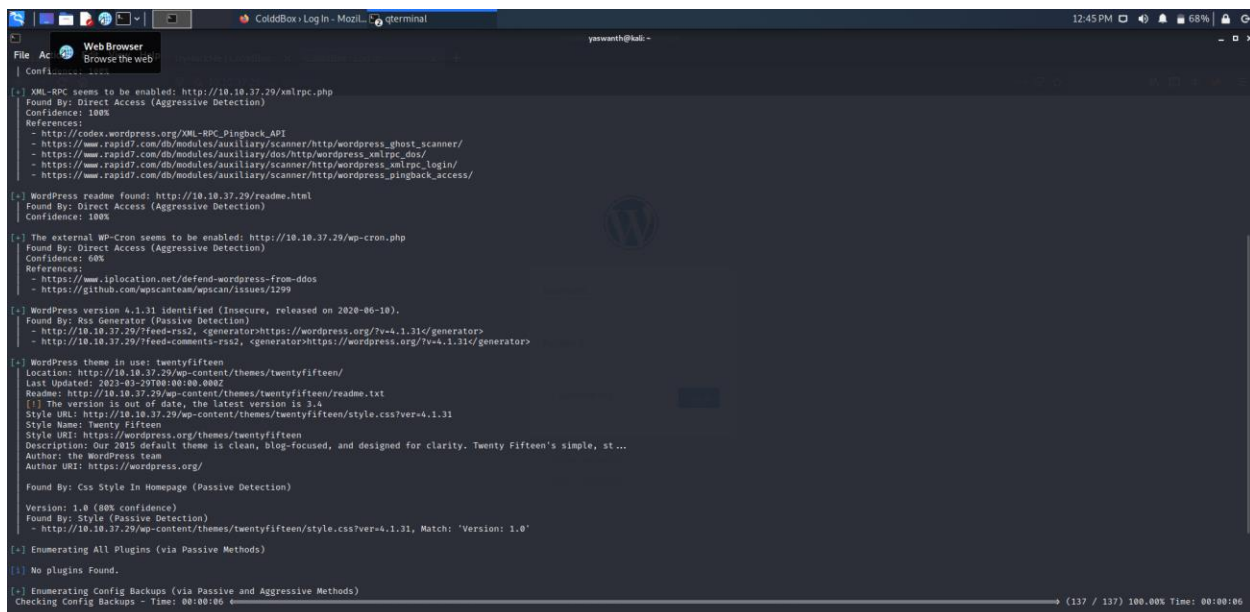 ColddBox › Log In - Mozil...
qterminal
12:45 PM
68%
yaswanth@kali: ~
Web Browser
Browse the web
File Ac
| Confidence: 100%
[+] XML-RPC seems to be enabled: http://10.10.37.29/xmlrpc.php
| Found By: Direct Access (Aggressive Detection)
| Confidence: 100%
| References:
| - http://codex.wordpress.org/XML-RPC_Pingback_API
| - https://www.rapid7.com/db/modules/auxiliary/scanner/http/wordpress_ghost_scanner/
| - https://www.rapid7.com/db/modules/auxiliary/dos/http/wordpress_xmlrpc_dos/
| - https://www.rapid7.com/db/modules/auxiliary/scanner/http/wordpress_xmlrpc_login/
| - https://www.rapid7.com/db/modules/auxiliary/scanner/http/wordpress_pingback_access/
[+] WordPress readme found: http://10.10.37.29/readme.html
| Found By: Direct Access (Aggressive Detection)
| Confidence: 100%
[+] The external WP-Cron seems to be enabled: http://10.10.37.29/wp-cron.php
| Found By: Direct Access (Aggressive Detection)
| Confidence: 60%
| References:
| - https://www.iplocation.net/defend-wordpress-from-ddos
| - https://github.com/wpscanteam/wpscan/issues/1299
[+] WordPress version 4.1.31 identified (Insecure, released on 2020-06-10).
| Found By: Rss Generator (Passive Detection)
| - http://10.10.37.29/?feed=rss2, <generator>https://wordpress.org/?v=4.1.31</generator>
| - http://10.10.37.29/?feed=comments-rss2, <generator>https://wordpress.org/?v=4.1.31</generator>
[+] WordPress theme in use: twentyfifteen
| Location: http://10.10.37.29/wp-content/themes/twentyfifteen/
| Last Updated: 2023-03-29T00:00:00.000Z
| Readme: http://10.10.37.29/wp-content/themes/twentyfifteen/readme.txt
| [!] The version is out of date, the latest version is 3.4
| Style URL: http://10.10.37.29/wp-content/themes/twentyfifteen/style.css?ver=4.1.31
| Style Name: Twenty Fifteen
| Style URI: https://wordpress.org/themes/twentyfifteen
| Description: Our 2015 default theme is clean, blog-focused, and designed for clarity. Twenty Fifteen's simple, st...
| Author: the WordPress team
| Author URI: https://wordpress.org/
|
| Found By: Css Style In Homepage (Passive Detection)
|
| Version: 1.0 (80% confidence)
| Found By: Style (Passive Detection)
| - http://10.10.37.29/wp-content/themes/twentyfifteen/style.css?ver=4.1.31, Match: 'Version: 1.0'
[+] Enumerating All Plugins (via Passive Methods)
[i] No plugins Found.
[+] Enumerating Config Backups (via Passive and Aggressive Methods)
Checking Config Backups - Time: 00:00:06 (137 / 137) 100.00% Time: 00:00:06